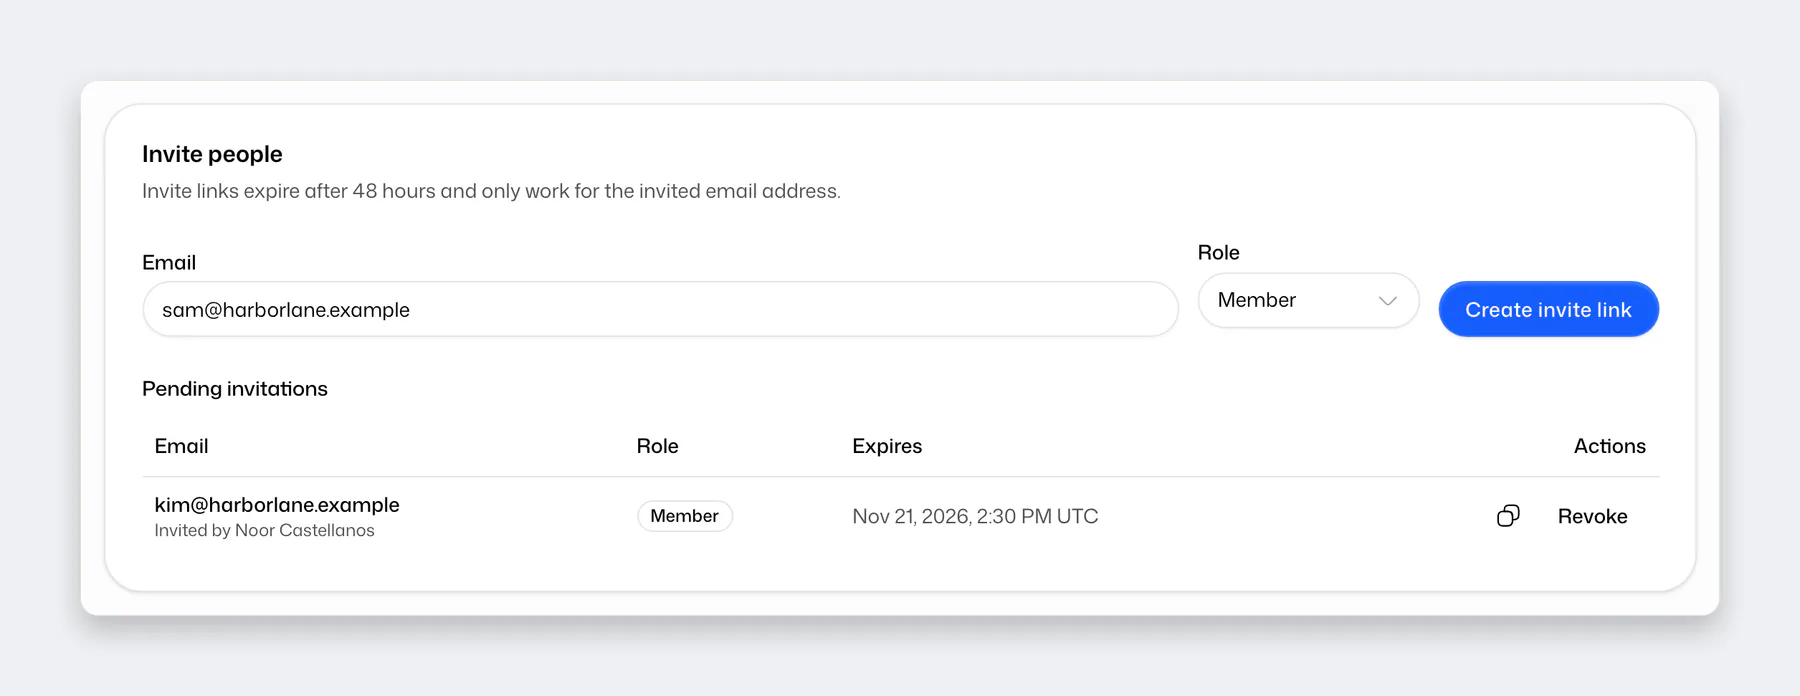 Invite people
Invite links expire after 48 hours and only work for the invited email address.
Email
Role
sam@harborlane.example
Member
Create invite link
Pending invitations
Email Role Expires Actions
kim@harborlane.example
Invited by Noor Castellanos
Member
Nov 21, 2026, 2:30 PM UTC
Revoke